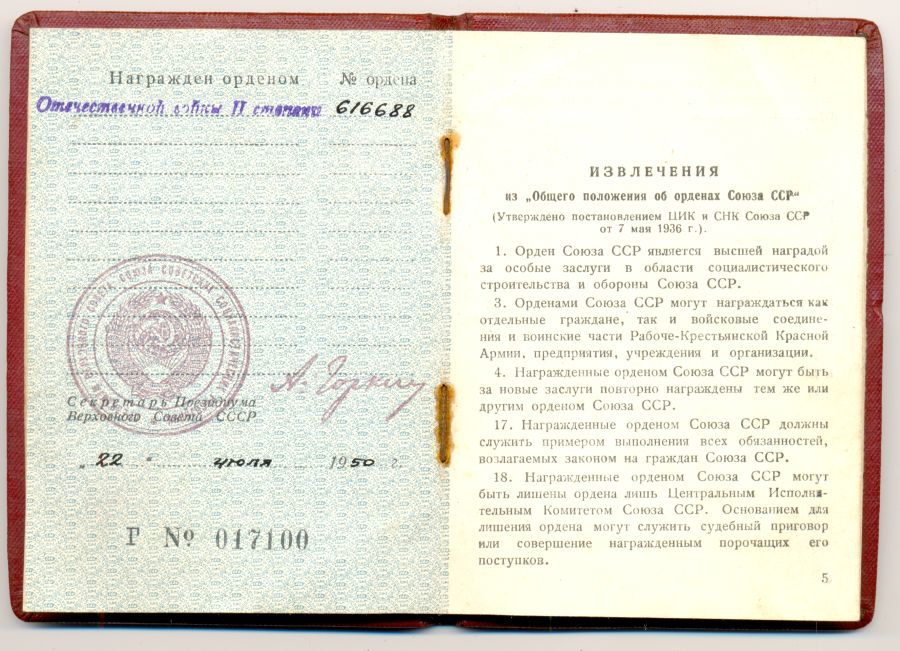 Награжден орденом № ордена
Отечественной войны II степени 616688
Секретарь Президиума
Верховного Совета СССР
А. Горкин
„22 “ июля 1950 г.
Г № 017100
ИЗВЛЕЧЕНИЯ
из „Общего положения об орденах Союза ССР“
(Утверждено постановлением ЦИК и СНК Союза ССР
от 7 мая 1936 г.).
1. Орден Союза ССР является высшей наградой
за особые заслуги в области социалистического
строительства и обороны Союза ССР.
3. Орденами Союза ССР могут награждаться как
отдельные граждане, так и войсковые соедине-
ния и воинские части Рабоче-Крестьянской Красной
Армии, предприятия, учреждения и организации.
4. Награжденные орденом Союза ССР могут быть
за новые заслуги повторно награждены тем же или
другим орденом Союза ССР.
17. Награжденные орденом Союза ССР должны
служить примером выполнения всех обязанностей,
возлагаемых законом на граждан Союза ССР.
18. Награжденные орденом Союза ССР могут
быть лишены ордена лишь Центральным Исполни-
тельным Комитетом Союза ССР. Основанием для
лишения ордена могут служить судебный приговор
или совершение награжденным порочащих его
поступков.
5